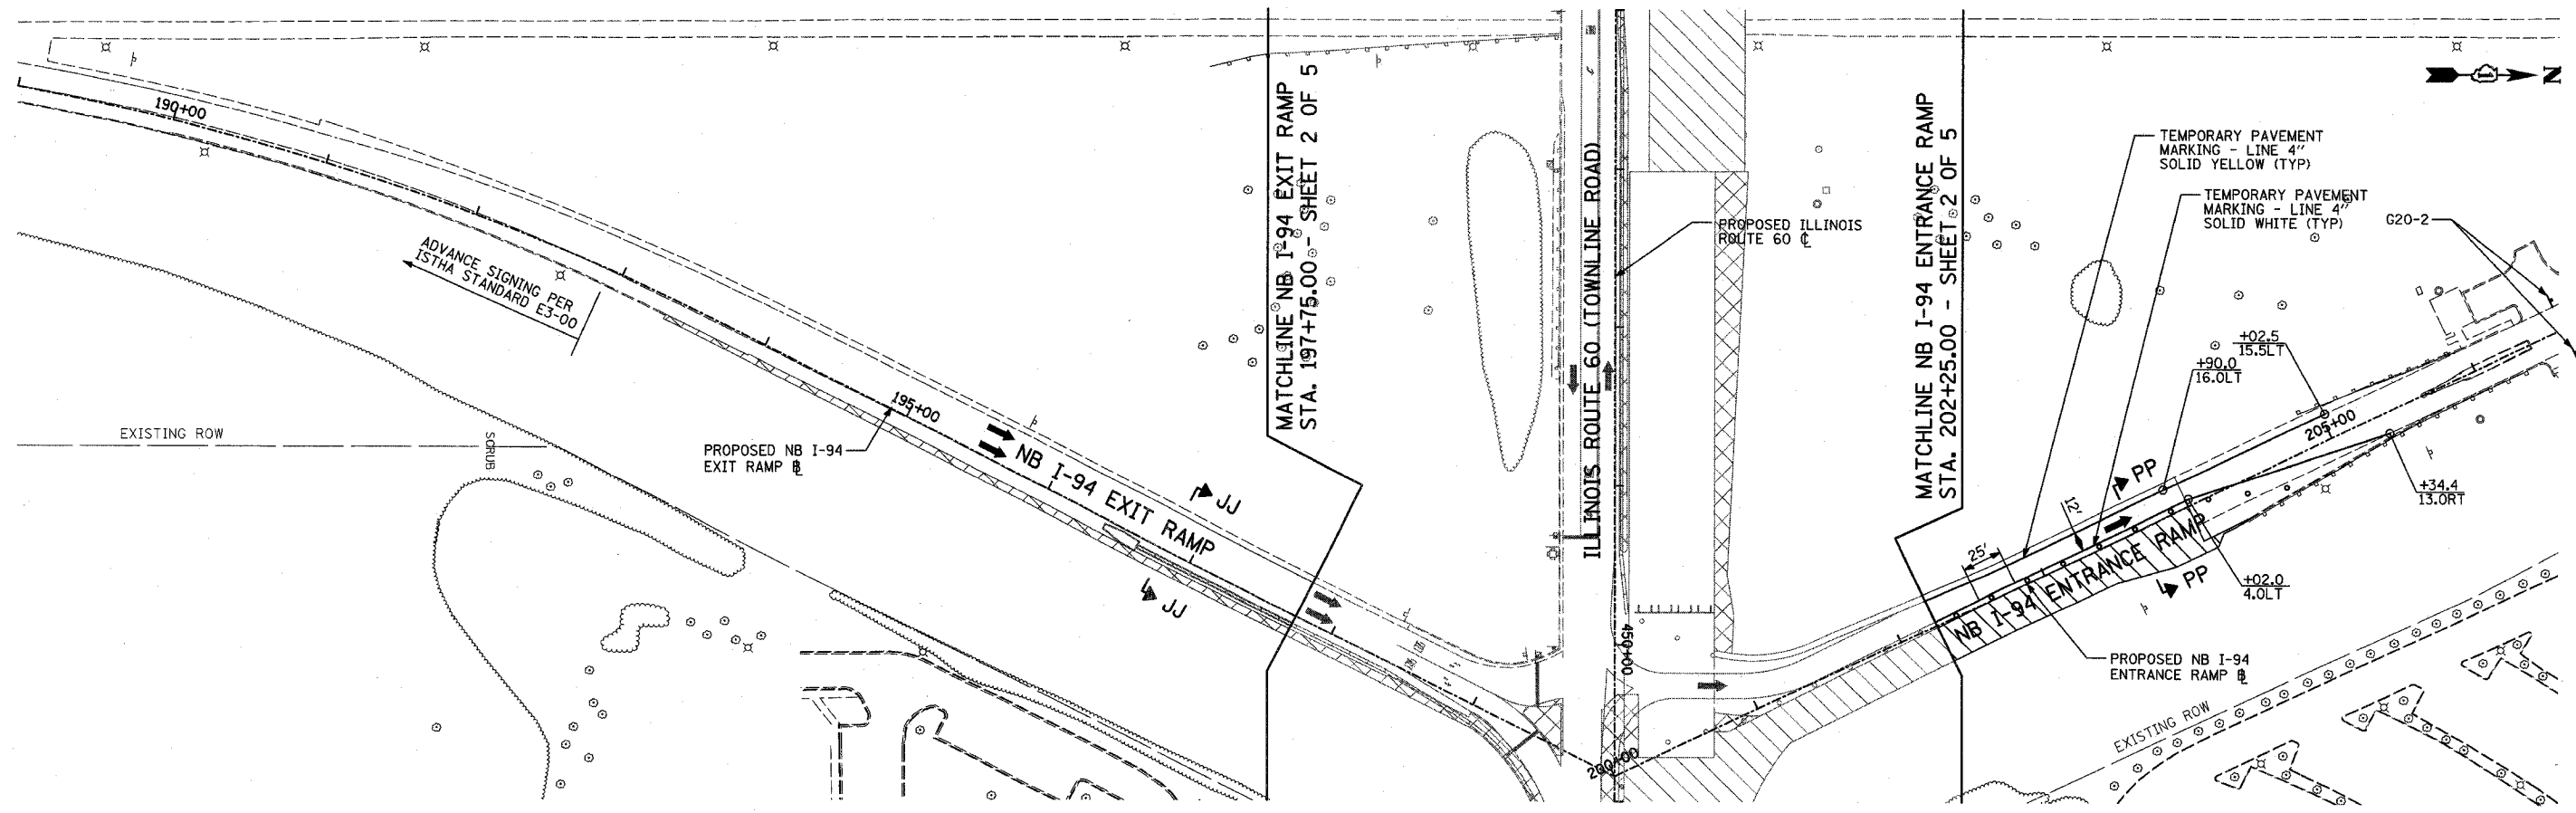 190+00
ADVANCE SIGNING PER
ISTHA STANDARD E3-00
EXISTING ROW
SCRUB
195+00
PROPOSED NB I-94
EXIT RAMP ⅊
NB I-94 EXIT RAMP
JJ
JJ
MATCHLINE NB I-94 EXIT RAMP
STA. 197+75.00 - SHEET 2 OF 5
ILLINOIS ROUTE 60 (TOWNLINE ROAD)
PROPOSED ILLINOIS
ROUTE 60 ℄
450+00
200+00
MATCHLINE NB I-94 ENTRANCE RAMP
STA. 202+25.00 - SHEET 2 OF 5
N
TEMPORARY PAVEMENT
MARKING - LINE 4"
SOLID YELLOW (TYP)
TEMPORARY PAVEMENT
MARKING - LINE 4"
SOLID WHITE (TYP)
G20-2
+02.5
15.5LT
+90.0
16.0LT
205+00
PP
12'
25'
NB I-94 ENTRANCE RAMP
PP
+34.4
13.0RT
+02.0
4.0LT
PROPOSED NB I-94
ENTRANCE RAMP
EXISTING ROW